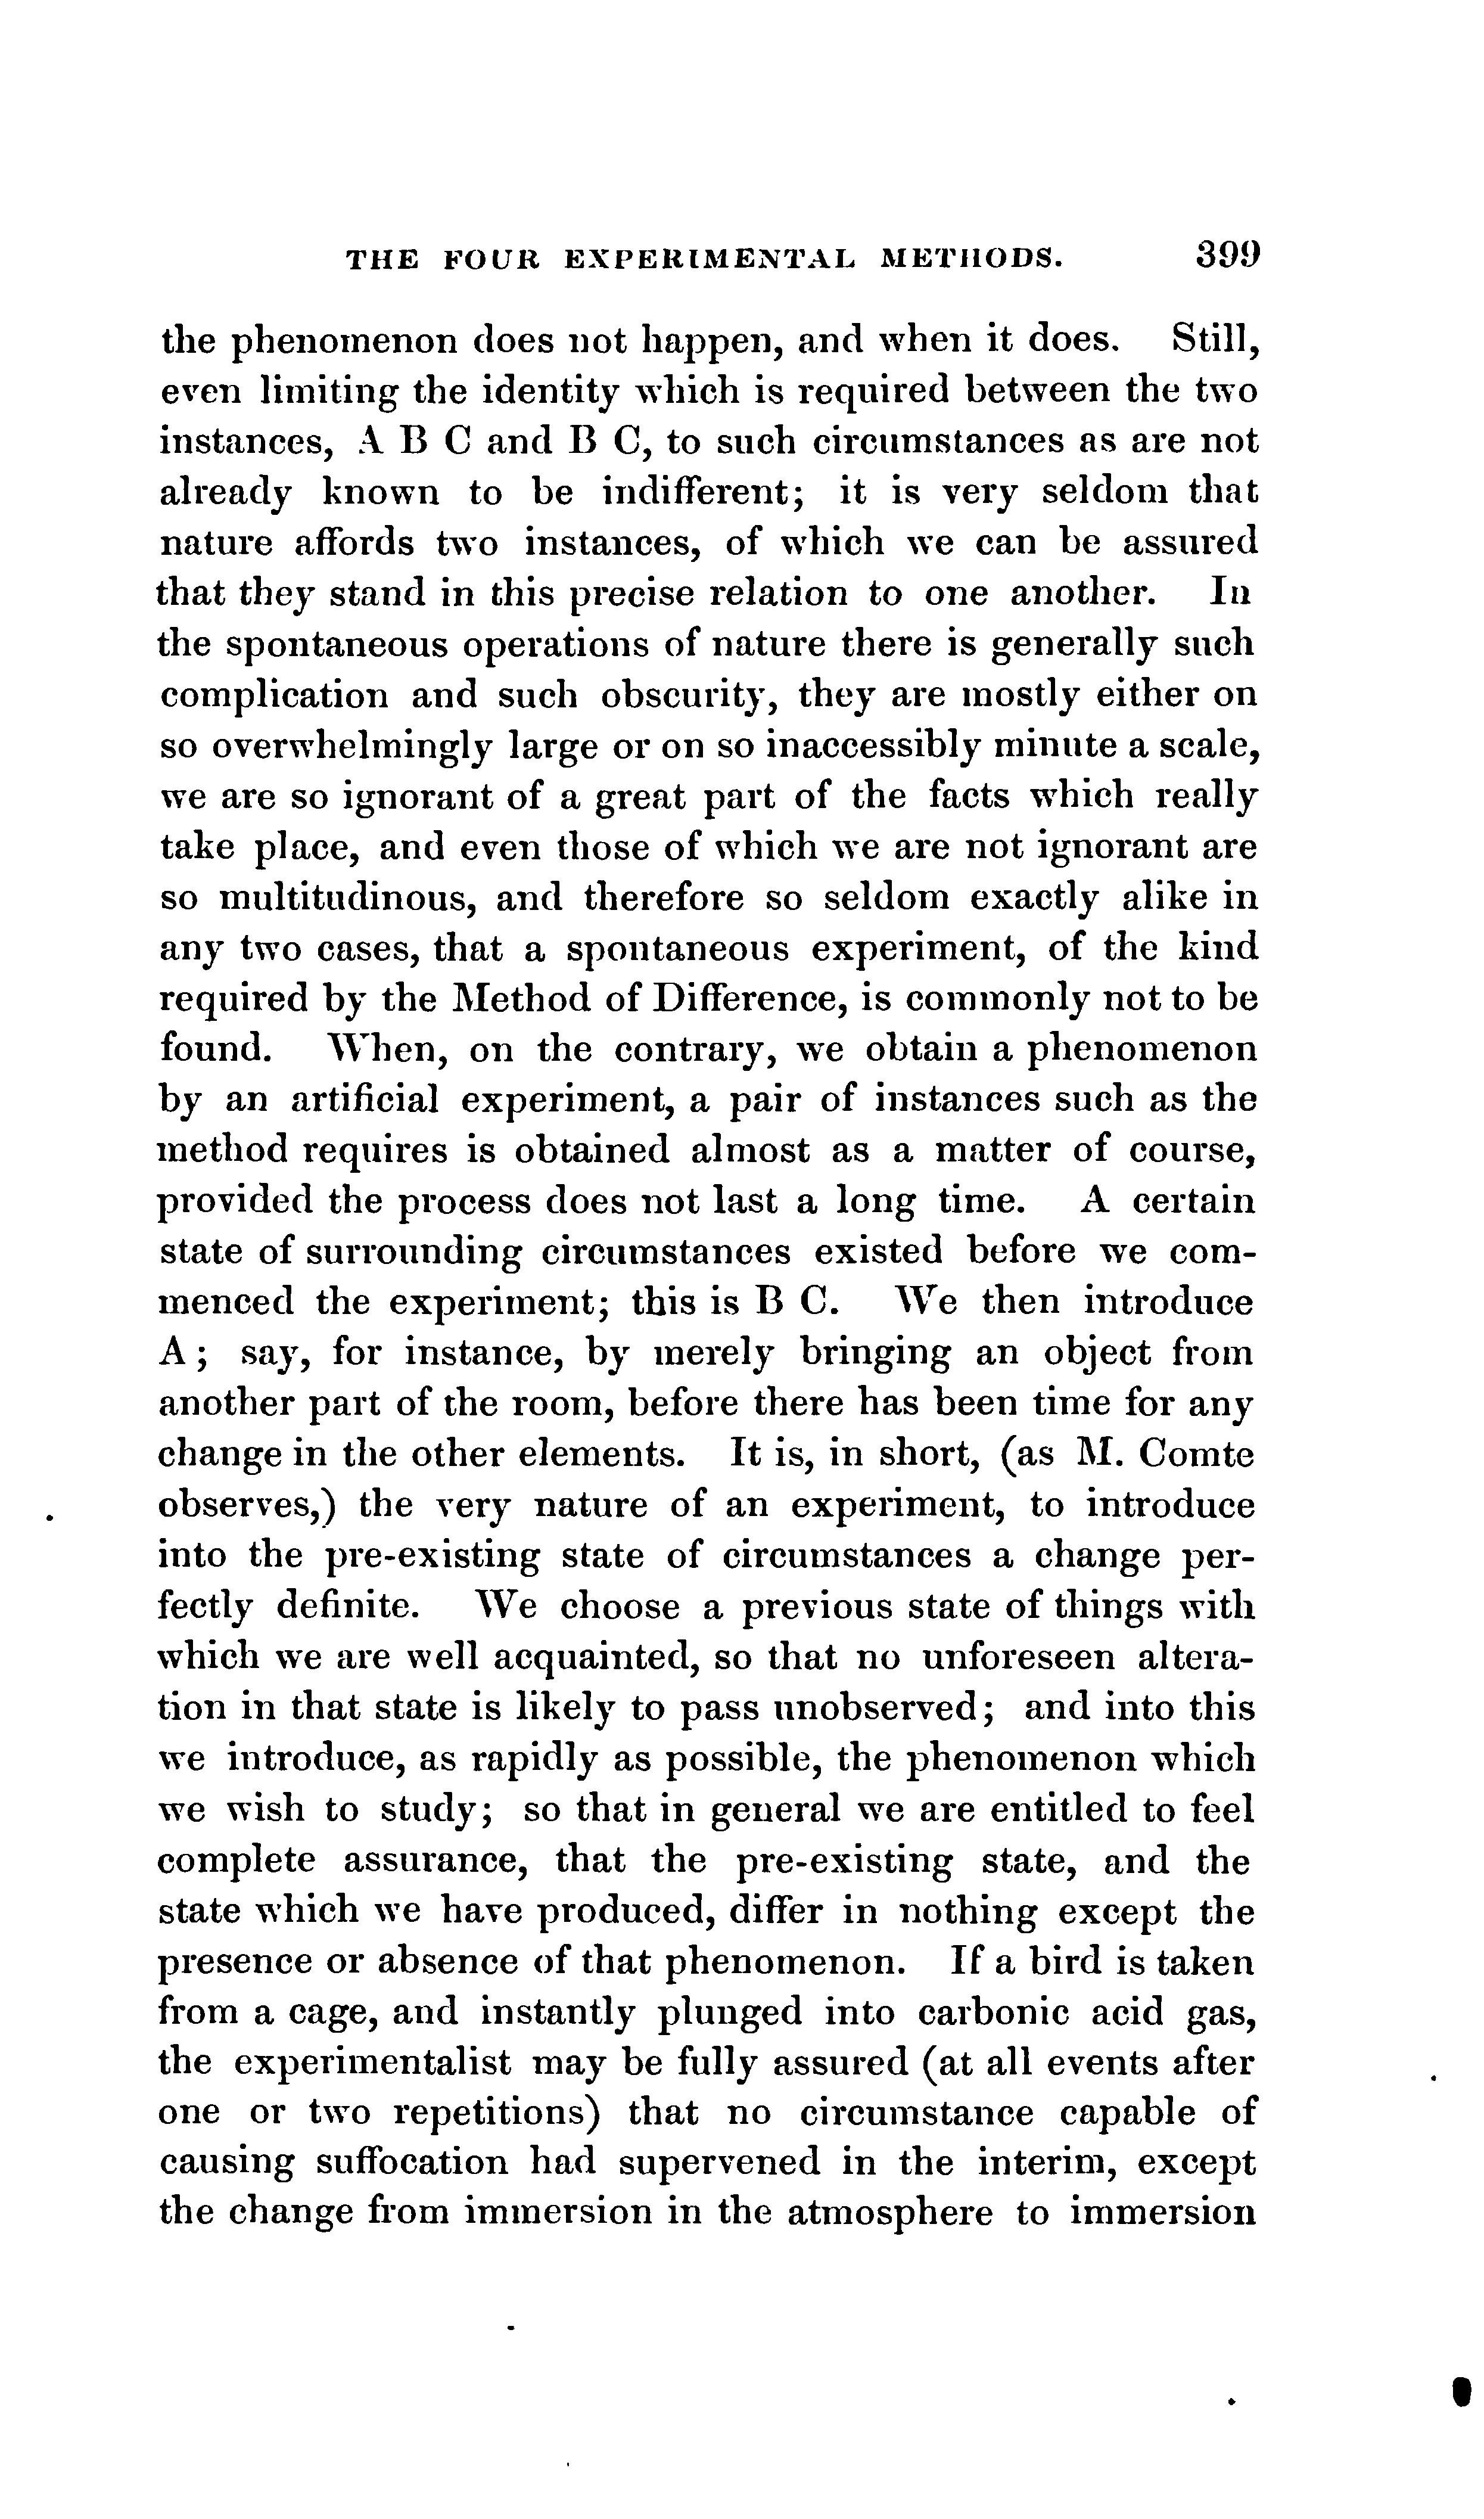 THE FOUR EXPERIMENTAL METHODS. 399
the phenomenon does not happen, and when it does. Still,
even limiting the identity which is required between the two
instances, A B C and B C, to such circumstances as are not
already known to be indifferent; it is very seldom that
nature affords two instances, of which we can be assured
that they stand in this precise relation to one another. In
the spontaneous operations of nature there is generally such
complication and such obscurity, they are mostly either on
so overwhelmingly large or on so inaccessibly minute a scale,
we are so ignorant of a great part of the facts which really
take place, and even those of which we are not ignorant are
so multitudinous, and therefore so seldom exactly alike in
any two cases, that a spontaneous experiment, of the kind
required by the Method of Difference, is commonly not to be
found. When, on the contrary, we obtain a phenomenon
by an artificial experiment, a pair of instances such as the
method requires is obtained almost as a matter of course,
provided the process does not last a long time. A certain
state of surrounding circumstances existed before we com-
menced the experiment; this is B C. We then introduce
A; say, for instance, by merely bringing an object from
another part of the room, before there has been time for any
change in the other elements. It is, in short, (as M. Comte
observes,) the very nature of an experiment, to introduce
into the pre-existing state of circumstances a change per-
fectly definite. We choose a previous state of things with
which we are well acquainted, so that no unforeseen altera-
tion in that state is likely to pass unobserved; and into this
we introduce, as rapidly as possible, the phenomenon which
we wish to study; so that in general we are entitled to feel
complete assurance, that the pre-existing state, and the
state which we have produced, differ in nothing except the
presence or absence of that phenomenon. If a bird is taken
from a cage, and instantly plunged into carbonic acid gas,
the experimentalist may be fully assured (at all events after
one or two repetitions) that no circumstance capable of
causing suffocation had supervened in the interim, except
the change from immersion in the atmosphere to immersion